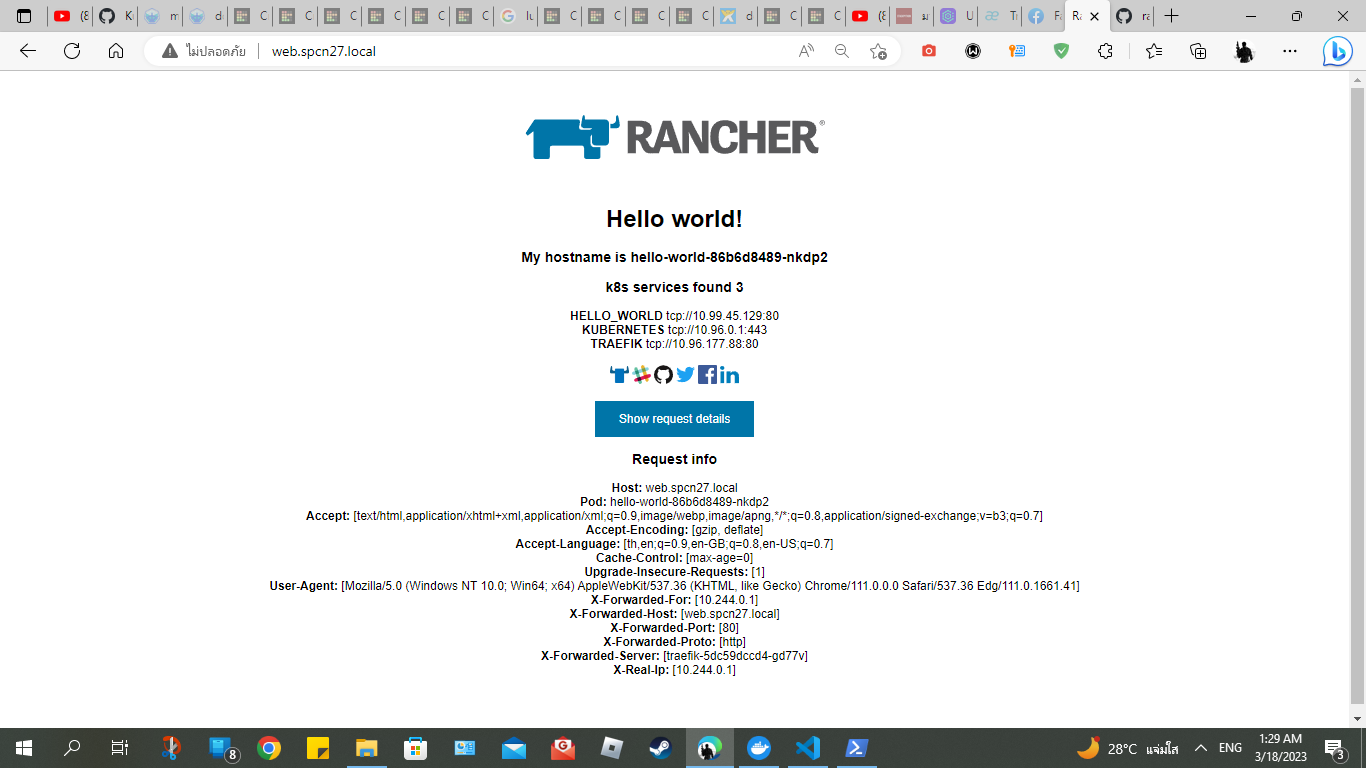 ไม่ปลอดภัย web.spcn27.local
RANCHER®
Hello world!
My hostname is hello-world-86b6d8489-nkdp2
k8s services found 3
HELLO_WORLD tcp://10.99.45.129:80
KUBERNETES tcp://10.96.0.1:443
TRAEFIK tcp://10.96.177.88:80
Show request details
Request info
Host: web.spcn27.local
Pod: hello-world-86b6d8489-nkdp2
Accept: [text/html,application/xhtml+xml,application/xml;q=0.9,image/webp,image/apng,*/*;q=0.8,application/signed-exchange;v=b3;q=0.7]
Accept-Encoding: [gzip, deflate]
Accept-Language: [th,en;q=0.9,en-GB;q=0.8,en-US;q=0.7]
Cache-Control: [max-age=0]
Upgrade-Insecure-Requests: [1]
User-Agent: [Mozilla/5.0 (Windows NT 10.0; Win64; x64) AppleWebKit/537.36 (KHTML, like Gecko) Chrome/111.0.0.0 Safari/537.36 Edg/111.0.1661.41]
X-Forwarded-For: [10.244.0.1]
X-Forwarded-Host: [web.spcn27.local]
X-Forwarded-Port: [80]
X-Forwarded-Proto: [http]
X-Forwarded-Server: [traefik-5dc59dccd4-gd77v]
X-Real-Ip: [10.244.0.1]
8
28°C แจ่มใส
ENG
1:29 AM
3/18/2023
3